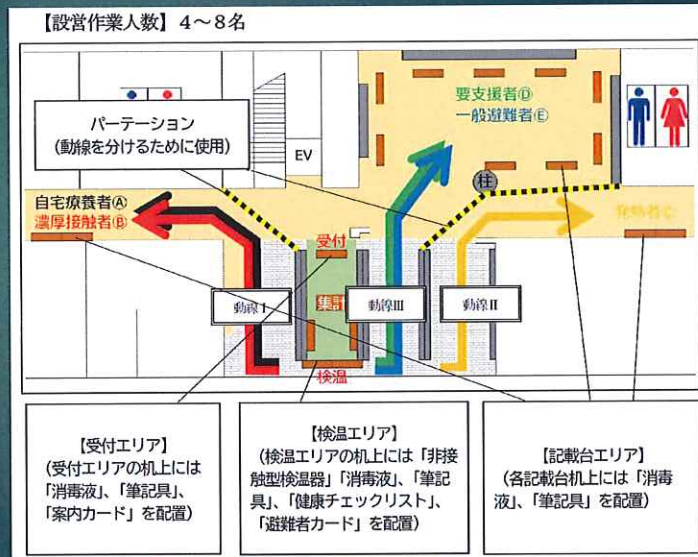 【設営作業人数】4～8名
パーテーション
(動線を分けるために使用)
EV
要支援者Ⓓ
一般避難者Ⓔ
柱
自宅療養者Ⓐ
濃厚接触者Ⓑ
発熱者Ⓒ
受付
集計
検温
動線Ⅰ
動線Ⅲ
動線Ⅱ
【受付エリア】
(受付エリアの机上には
「消毒液」、「筆記具」、
「案内カード」を配置)
【検温エリア】
(検温エリアの机上には「非接
触型検温器」「消毒液」、「筆記
具」、「健康チェックリスト」、
「避難者カード」を配置)
【記載台エリア】
(各記載台机上には「消毒
液」、「筆記具」を配置)